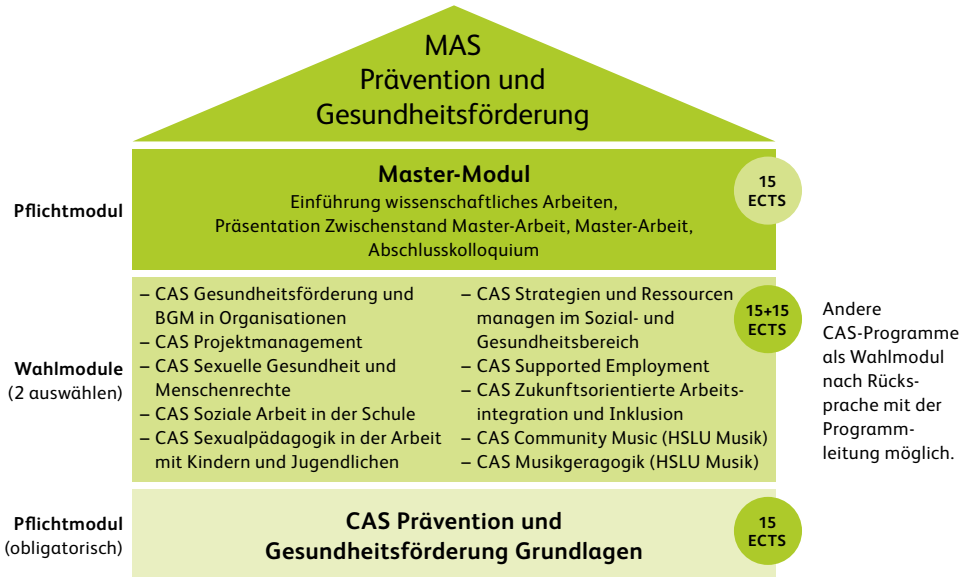 MAS
Prävention und
Gesundheitsförderung
Pflichtmodul
Master-Modul
Einführung wissenschaftliches Arbeiten,
Präsentation Zwischenstand Master-Arbeit, Master-Arbeit,
Abschlusskolloquium
15
ECTS
Wahlmodule
(2 auswählen)
– CAS Gesundheitsförderung und
BGM in Organisationen
– CAS Projektmanagement
– CAS Sexuelle Gesundheit und
Menschenrechte
– CAS Soziale Arbeit in der Schule
– CAS Sexualpädagogik in der Arbeit
mit Kindern und Jugendlichen
– CAS Strategien und Ressourcen
managen im Sozial- und
Gesundheitsbereich
– CAS Supported Employment
– CAS Zukunftsorientierte Arbeits-
integration und Inklusion
– CAS Community Music (HSLU Musik)
– CAS Musikgeragogik (HSLU Musik)
15+15
ECTS
Andere
CAS-Programme
als Wahlmodul
nach Rück-
sprache mit der
Programm-
leitung möglich.
Pflichtmodul
(obligatorisch)
CAS Prävention und
Gesundheitsförderung Grundlagen
15
ECTS